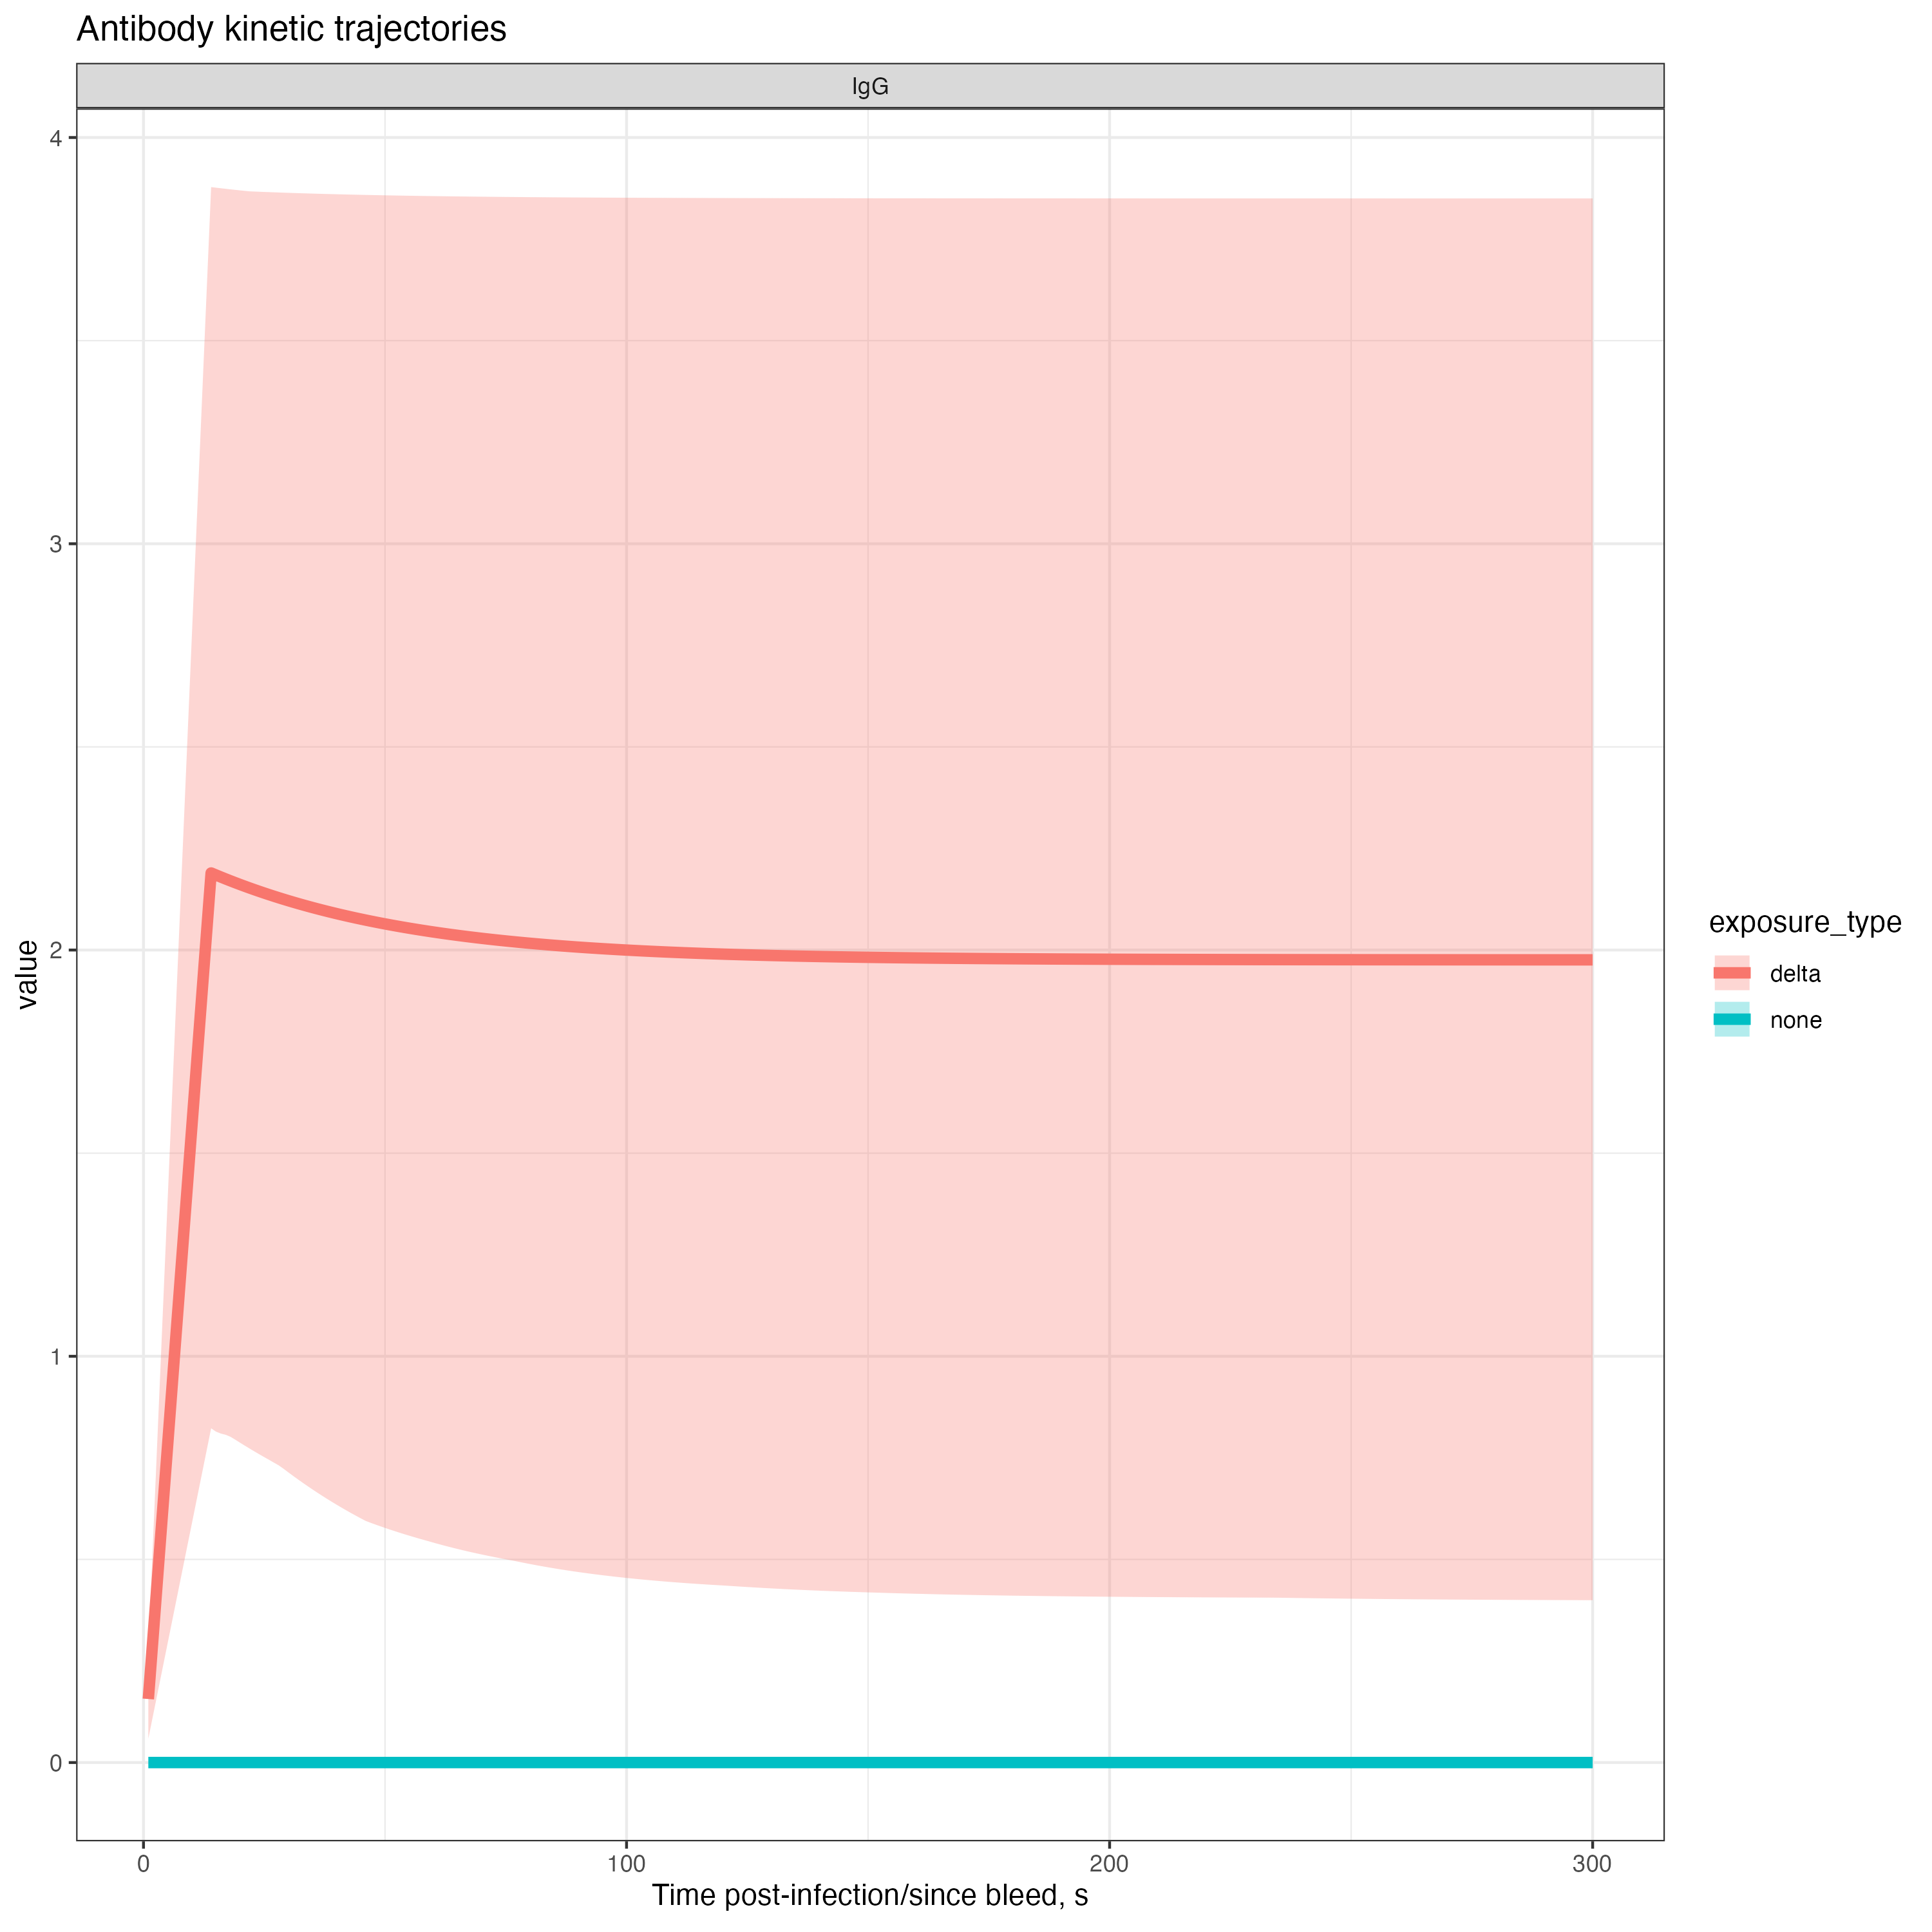 Antibody kinetic trajectories
IgG
4
3
2
1
0
value
0 100 200 300
Time post-infection/since bleed, s
exposure_type
delta
none